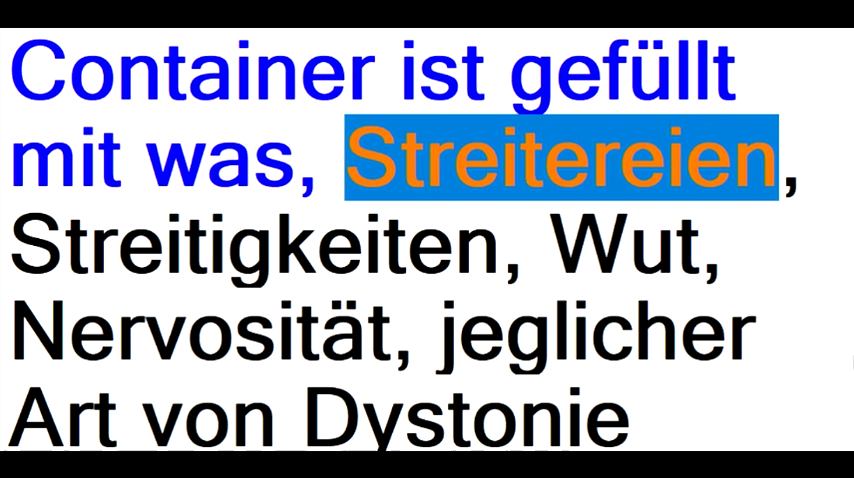 Container ist gefüllt
mit was, Streitereien,
Streitigkeiten, Wut,
Nervosität, jeglicher
Art von Dystonie